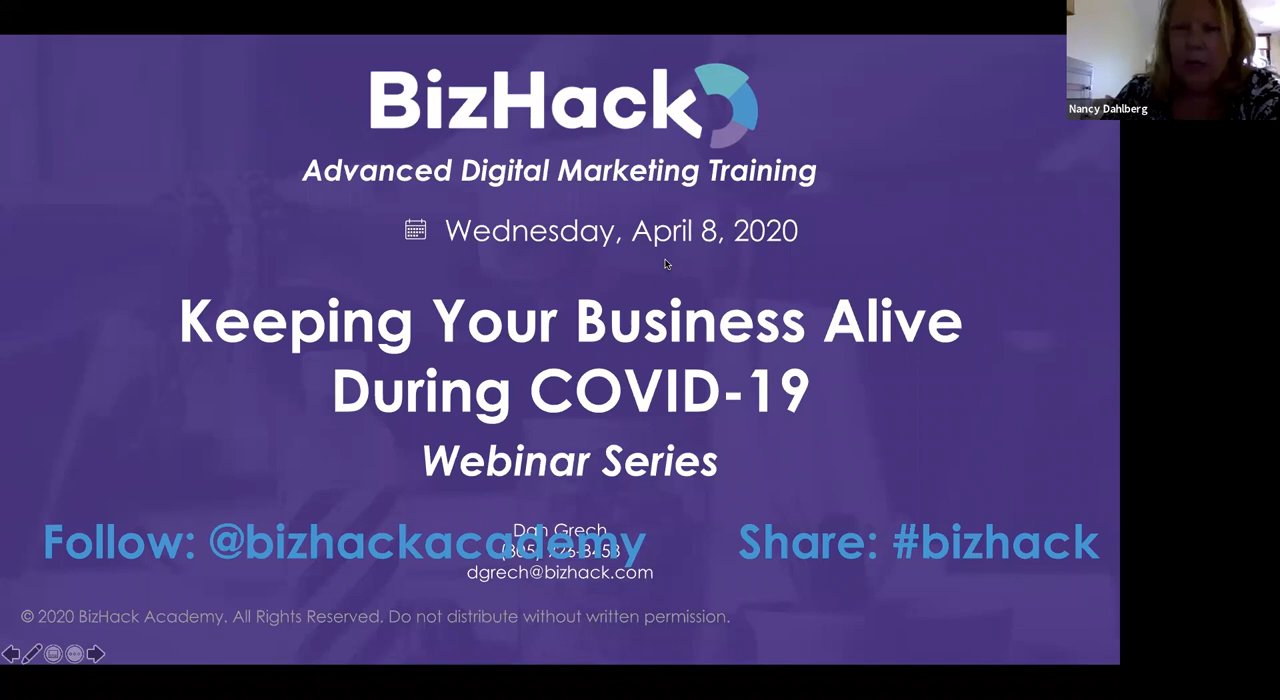 BizHack
Advanced Digital Marketing Training
Wednesday, April 8, 2020
Keeping Your Business Alive
During COVID-19
Webinar Series
Follow: @bizhackacademy
Share: #bizhack
Dan Grech
dgrech@bizhack.com
© 2020 BizHack Academy. All Rights Reserved. Do not distribute without written permission.
Nancy Dahlberg